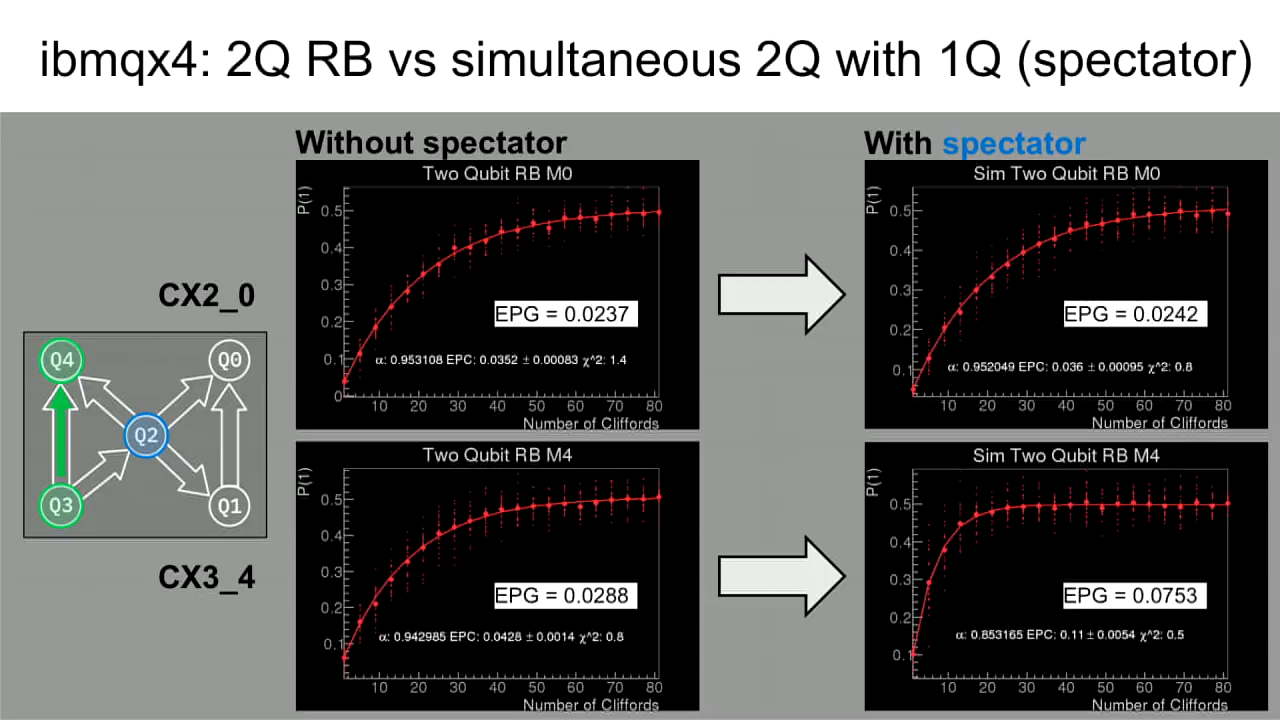 ibmqx4: 2Q RB vs simultaneous 2Q with 1Q (spectator)
Without spectator
With spectator
CX2_0
Two Qubit RB M0
P(1)
0.5
0.4
0.3
0.2
0.1
0
EPG = 0.0237
α: 0.953108 EPC: 0.0352 ± 0.00083 χ^2: 1.4
10 20 30 40 50 60 70 80
Number of Cliffords
Sim Two Qubit RB M0
P(1)
0.5
0.4
0.3
0.2
0.1
EPG = 0.0242
α: 0.952049 EPC: 0.036 ± 0.00095 χ^2: 0.8
10 20 30 40 50 60 70 80
Number of Cliffords
Q4 Q0
Q2
Q3 Q1
CX3_4
Two Qubit RB M4
P(1)
0.5
0.4
0.3
0.2
0.1
EPG = 0.0288
α: 0.942985 EPC: 0.0428 ± 0.0014 χ^2: 0.8
10 20 30 40 50 60 70 80
Number of Cliffords
Sim Two Qubit RB M4
P(1)
0.5
0.4
0.3
0.2
0.1
EPG = 0.0753
α: 0.853165 EPC: 0.11 ± 0.0054 χ^2: 0.5
10 20 30 40 50 60 70 80
Number of Cliffords